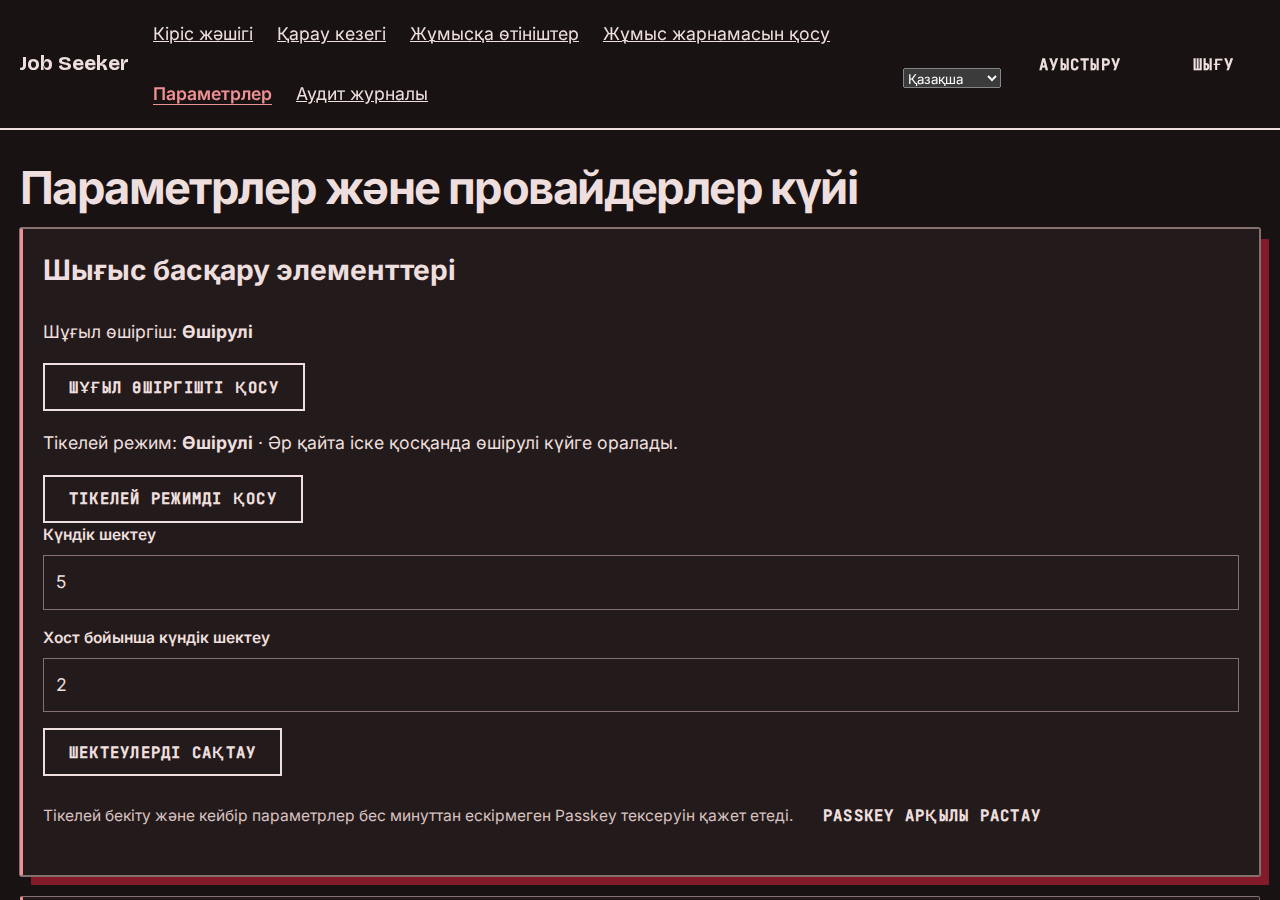 Job Seeker
Кіріс жәшігі Қарау кезегі Жұмысқа өтініштер Жұмыс жарнамасын қосу
Параметрлер Аудит журналы
Қазақша
АУЫСТЫРУ
ШЫҒУ
Параметрлер және провайдерлер күйі
Шығыс басқару элементтері
Шұғыл өшіргіш: Өшірулі
ШҰҒЫЛ ӨШІРГІШТІ ҚОСУ
Тікелей режим: Өшірулі · Әр қайта іске қосқанда өшірулі күйге оралады.
ТІКЕЛЕЙ РЕЖИМДІ ҚОСУ
Күндік шектеу
5
Хост бойынша күндік шектеу
2
ШЕКТЕУЛЕРДІ САҚТАУ
Тікелей бекіту және кейбір параметрлер бес минуттан ескірмеген Passkey тексеруін қажет етеді. PASSKEY АРҚЫЛЫ РАСТАУ